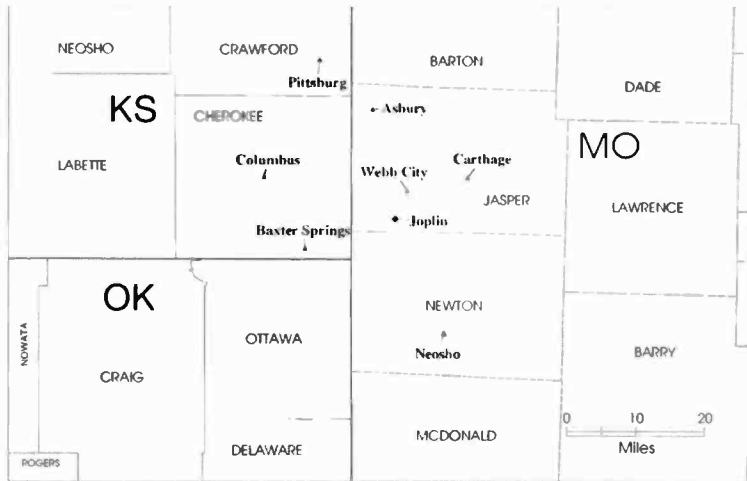 NEOSHO
CRAWFORD
BARTON
DADE
Pittsburg
KS
CHEROKEE
Asbury
MO
LABETTE
Columbus
Webb City
Carthage
JASPER
LAWRENCE
Baxter Springs
Joplin
OK
NOWATA
OTTAWA
NEWTON
CRAIG
Neosho
BARRY
DELAWARE
MCDONALD
ROGERS
0 10 20
Miles